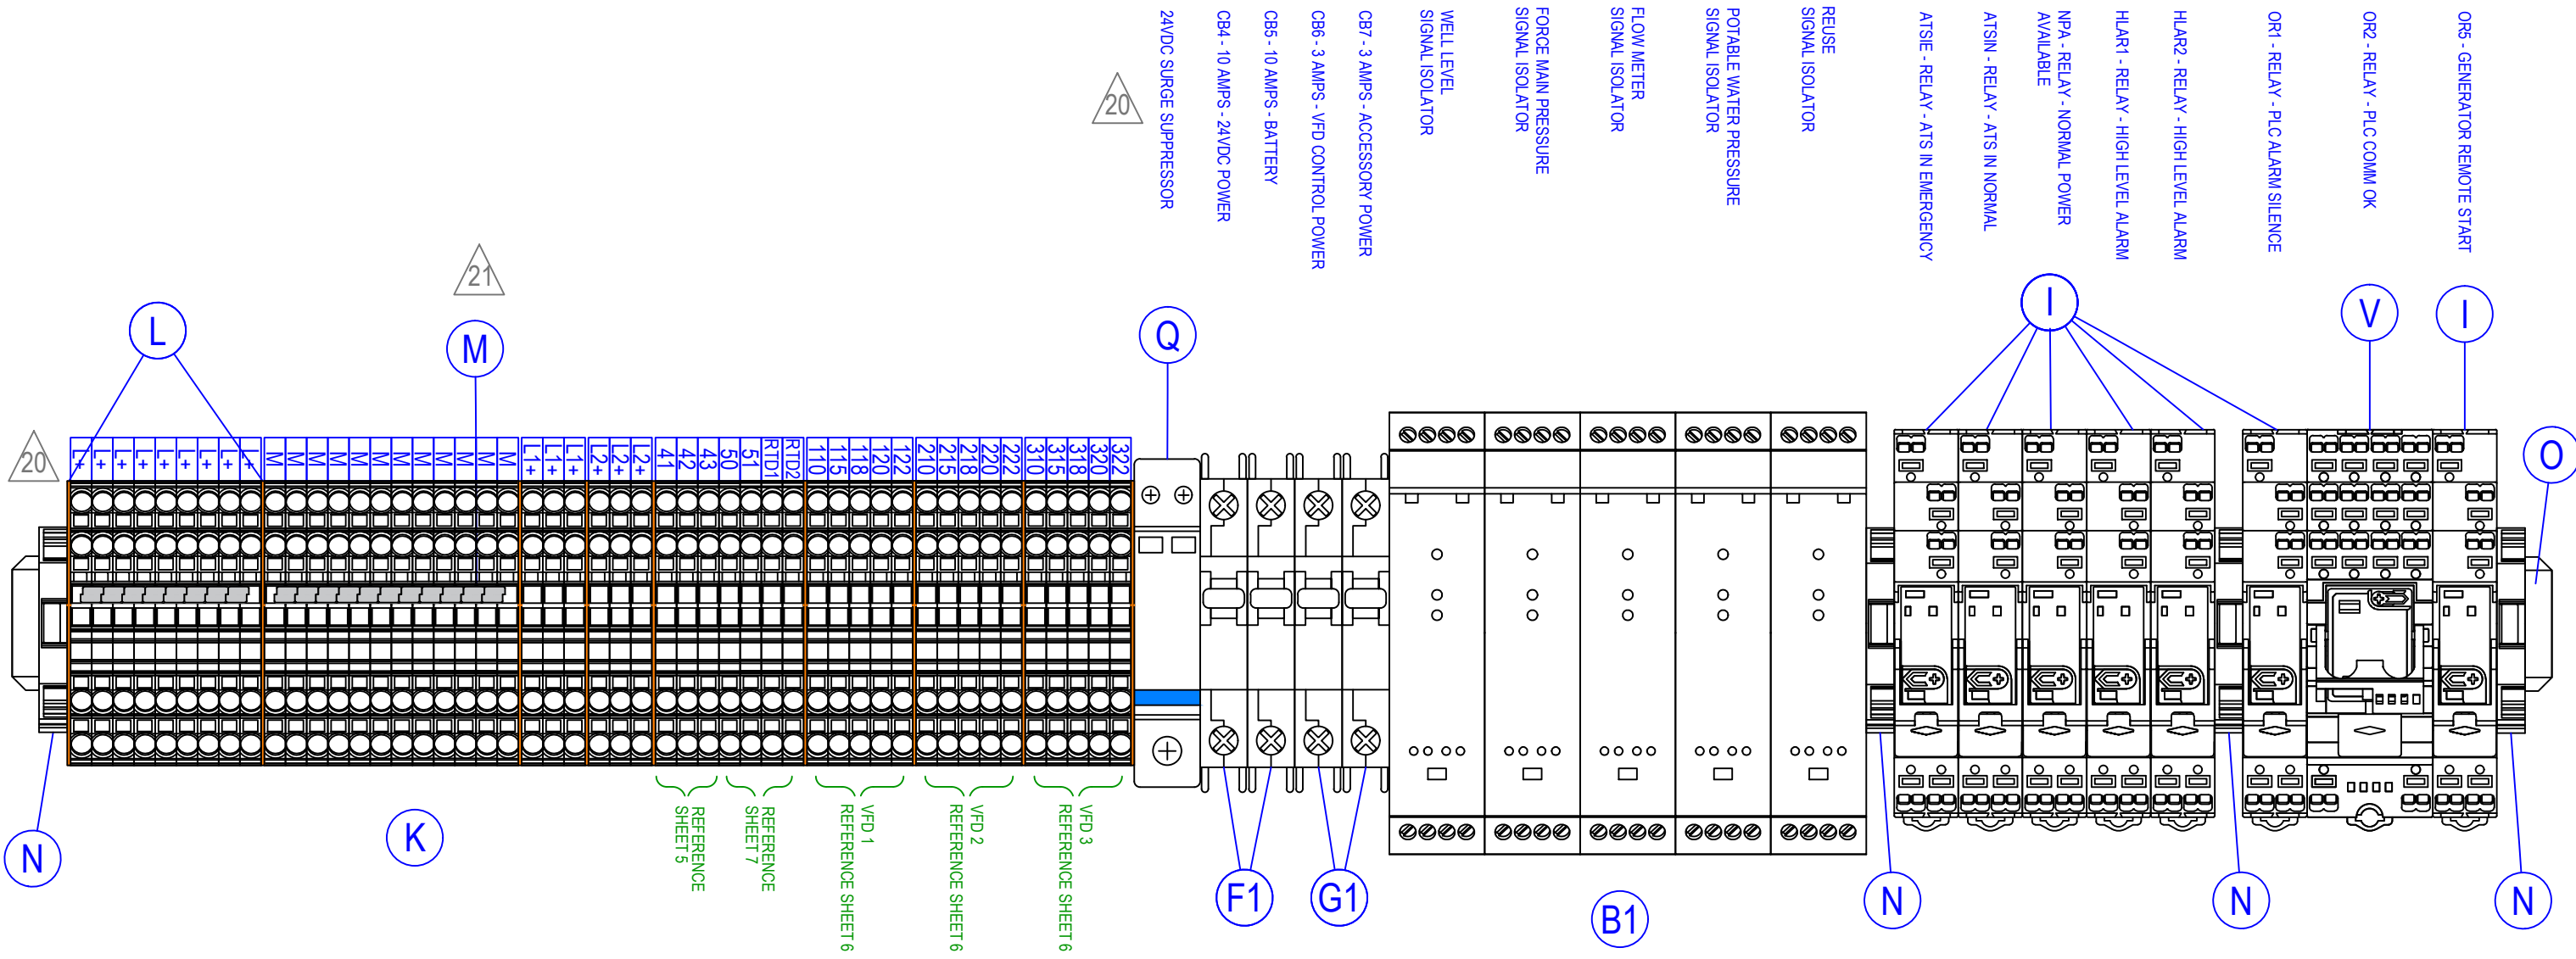 24VDC SURGE SUPPRESSOR
CB4 - 10 AMPS - 24VDC POWER
CB5 - 10 AMPS - BATTERY
CB6 - 3 AMPS - VFD CONTROL POWER
CB7 - 3 AMPS - ACCESSORY POWER
WELL LEVEL
SIGNAL ISOLATOR
FORCE MAIN PRESSURE
SIGNAL ISOLATOR
FLOW METER
SIGNAL ISOLATOR
POTABLE WATER PRESSURE
SIGNAL ISOLATOR
REUSE
SIGNAL ISOLATOR
ATSIE - RELAY - ATS IN EMERGENCY
ATSIN - RELAY - ATS IN NORMAL
NPA - RELAY - NORMAL POWER
AVAILABLE
HLAR1 - RELAY - HIGH LEVEL ALARM
HLAR2 - RELAY - HIGH LEVEL ALARM
OR1 - RELAY - PLC ALARM SILENCE
OR2 - RELAY - PLC COMM OK
OR5 - GENERATOR REMOTE START
20
21
20
L
M
Q
I
V
I
O
L+
L+
L+
L+
L+
L+
L+
L+
L+
M
M
M
M
M
M
M
M
M
M
M
M
L1+
L1+
L1+
L2+
L2+
L2+
41
42
43
50
51
RTD1
RTD2
110
115
118
120
122
210
215
218
220
222
310
315
318
320
322
REFERENCE
SHEET 5
REFERENCE
SHEET 7
VFD 1
REFERENCE SHEET 6
VFD 2
REFERENCE SHEET 6
VFD 3
REFERENCE SHEET 6
N
K
F1
G1
B1
N
N
N